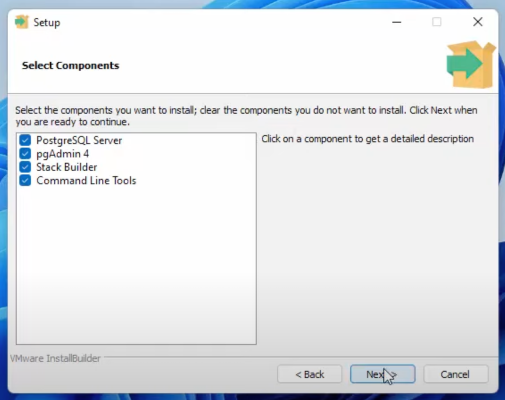 Setup
Select Components
Select the components you want to install; clear the components you do not want to install. Click Next when
you are ready to continue.
PostgreSQL Server
Click on a component to get a detailed description
pgAdmin 4
Stack Builder
Command Line Tools
VMware InstallBuilder
< Back
Next >
Cancel